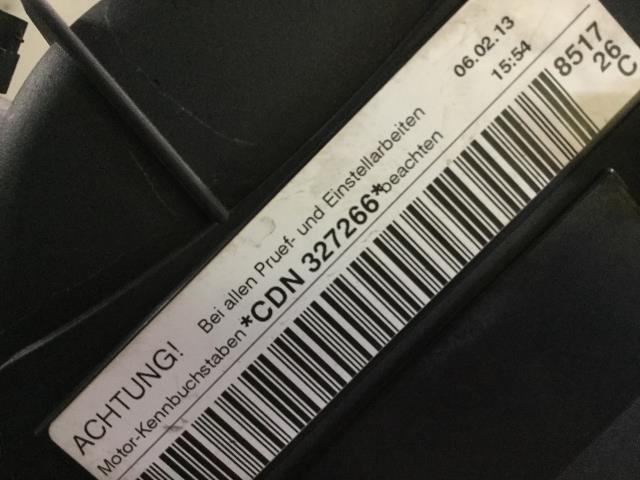 ACHTUNG! Bei allen Pruef- und Einstellarbeiten 06.02.13
Motor-Kennbuchstaben *CDN 327266* beachten 15:54
8517
26
C